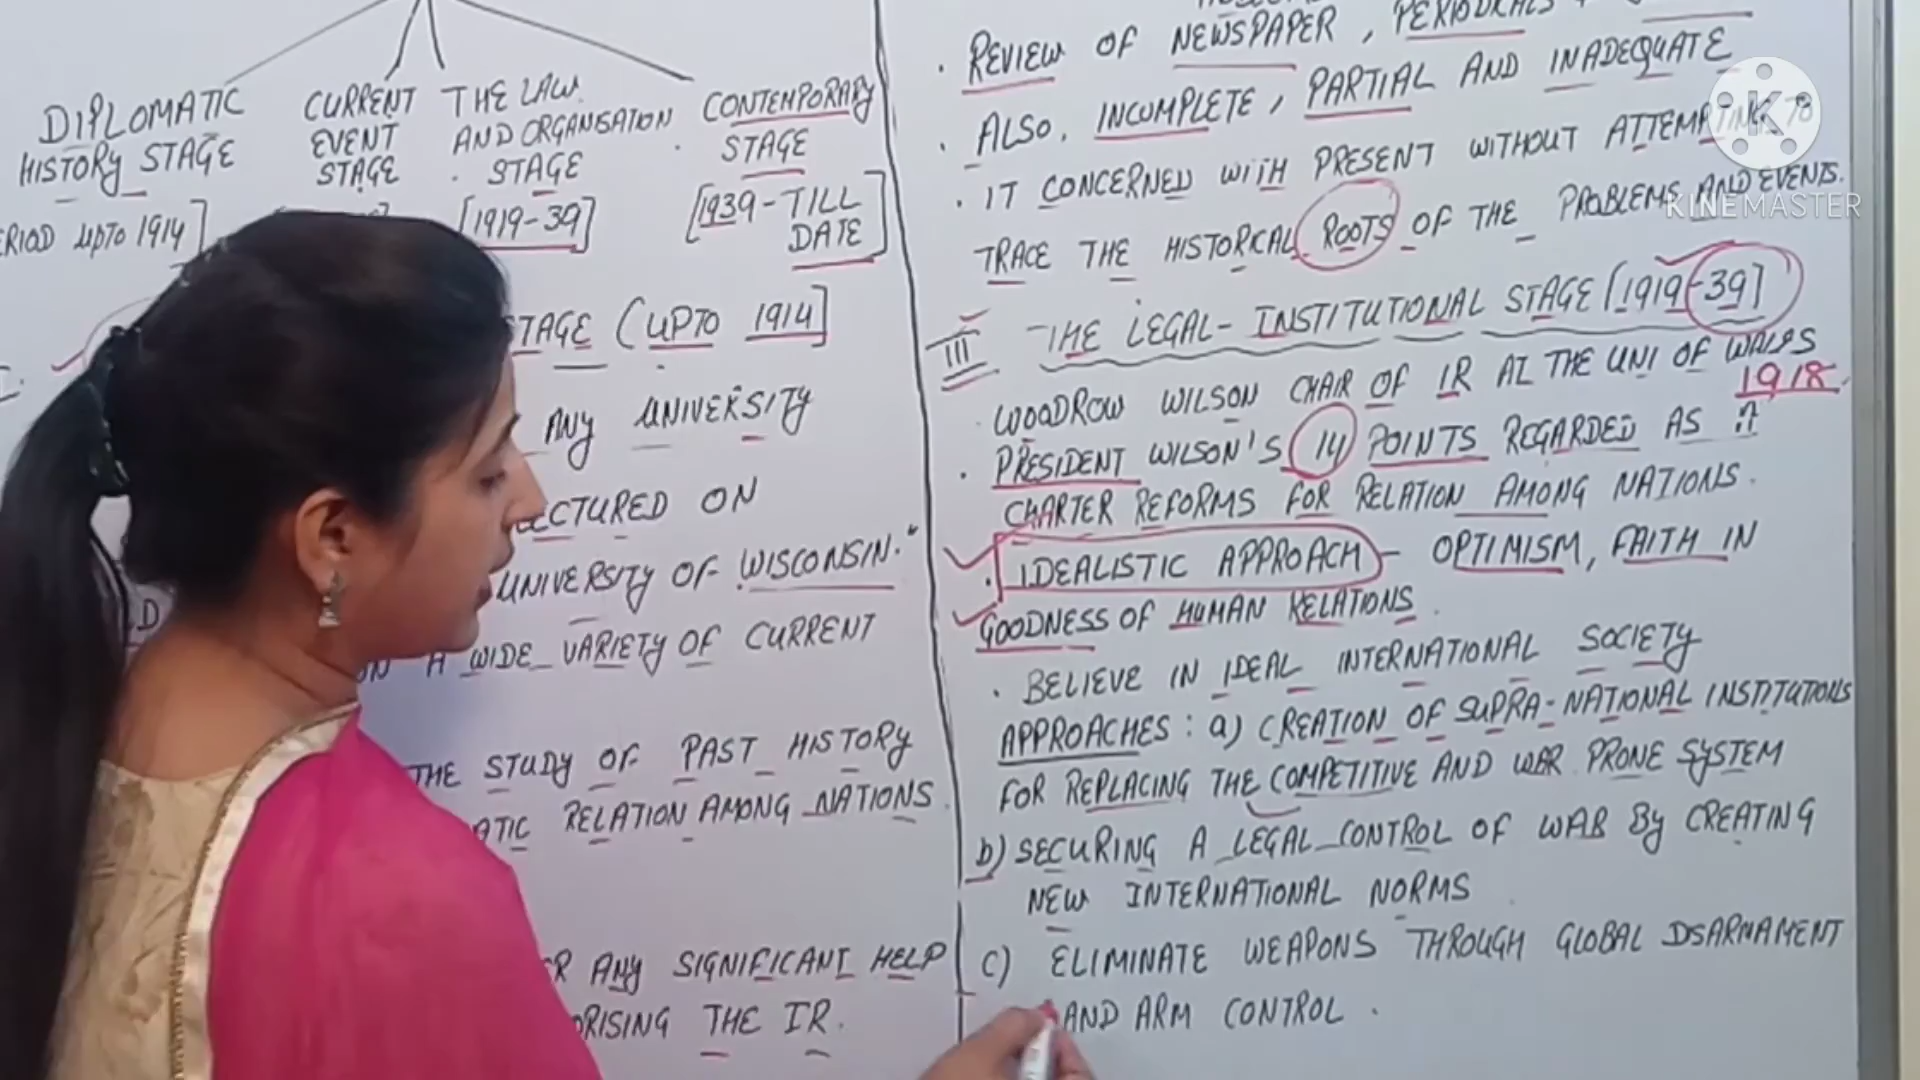 DIPLOMATIC
HISTORY STAGE
UPTO 1914]
CURRENT
EVENT
STAGE
THE LAW
AND ORGANISATION
STAGE
[1919-39]
CONTEMPORARY
STAGE
[1939-TILL
DATE]
STAGE (UPTO 1914]
ANY UNIVERSITY
LECTURED ON
UNIVERSITY OF WISCONSIN."
ON A WIDE VARIETY OF CURRENT
THE STUDY OF PAST HISTORY
RELATION AMONG NATIONS
ANY SIGNIFICANT HELP
THE IR.
. REVIEW OF NEWSPAPER, PERIODICALS
. ALSO. INCOMPLETE, PARTIAL AND INADEQUATE
. IT CONCERNED WITH PRESENT WITHOUT ATTEMPTING TO
TRACE THE HISTORICAL ROOTS OF THE PROBLEMS AND EVENTS.
III THE LEGAL-INSTITUTIONAL STAGE [1919-39]
. WOODROW WILSON CHAIR OF IR AT THE UNI OF WALES
1918
. PRESIDENT WILSON'S 14 POINTS REGARDED AS A
CHARTER REFORMS FOR RELATION AMONG NATIONS.
. IDEALISTIC APPROACH - OPTIMISM, FAITH IN
GOODNESS OF HUMAN RELATIONS.
. BELIEVE IN IDEAL INTERNATIONAL SOCIETY
APPROACHES: a) CREATION OF SUPRA-NATIONAL INSTITUTIONS
FOR REPLACING THE COMPETITIVE AND WAR PRONE SYSTEM
b) SECURING A LEGAL CONTROL OF WAR BY CREATING
NEW INTERNATIONAL NORMS
c) ELIMINATE WEAPONS THROUGH GLOBAL DSARNAMENT
AND ARM CONTROL.
K
KINEMASTER